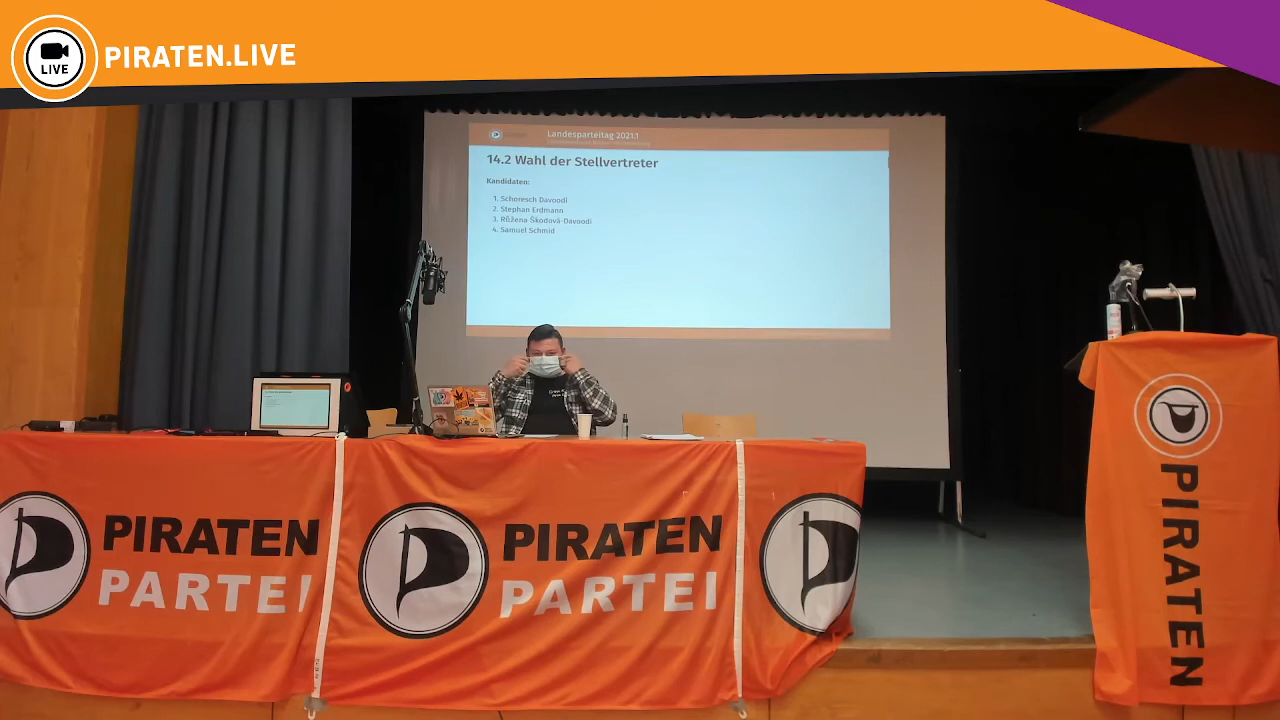 LIVE
PIRATEN.LIVE
Landesparteitag 2021.1
14.2 Wahl der Stellvertreter
Kandidaten:
1. Schoresch Davoodi
2. Stephan Erdmann
3. Růžena Škodová-Davoodi
4. Samuel Schmid
PIRATEN
PARTEI
PIRATEN
PARTEI
PIRATEN